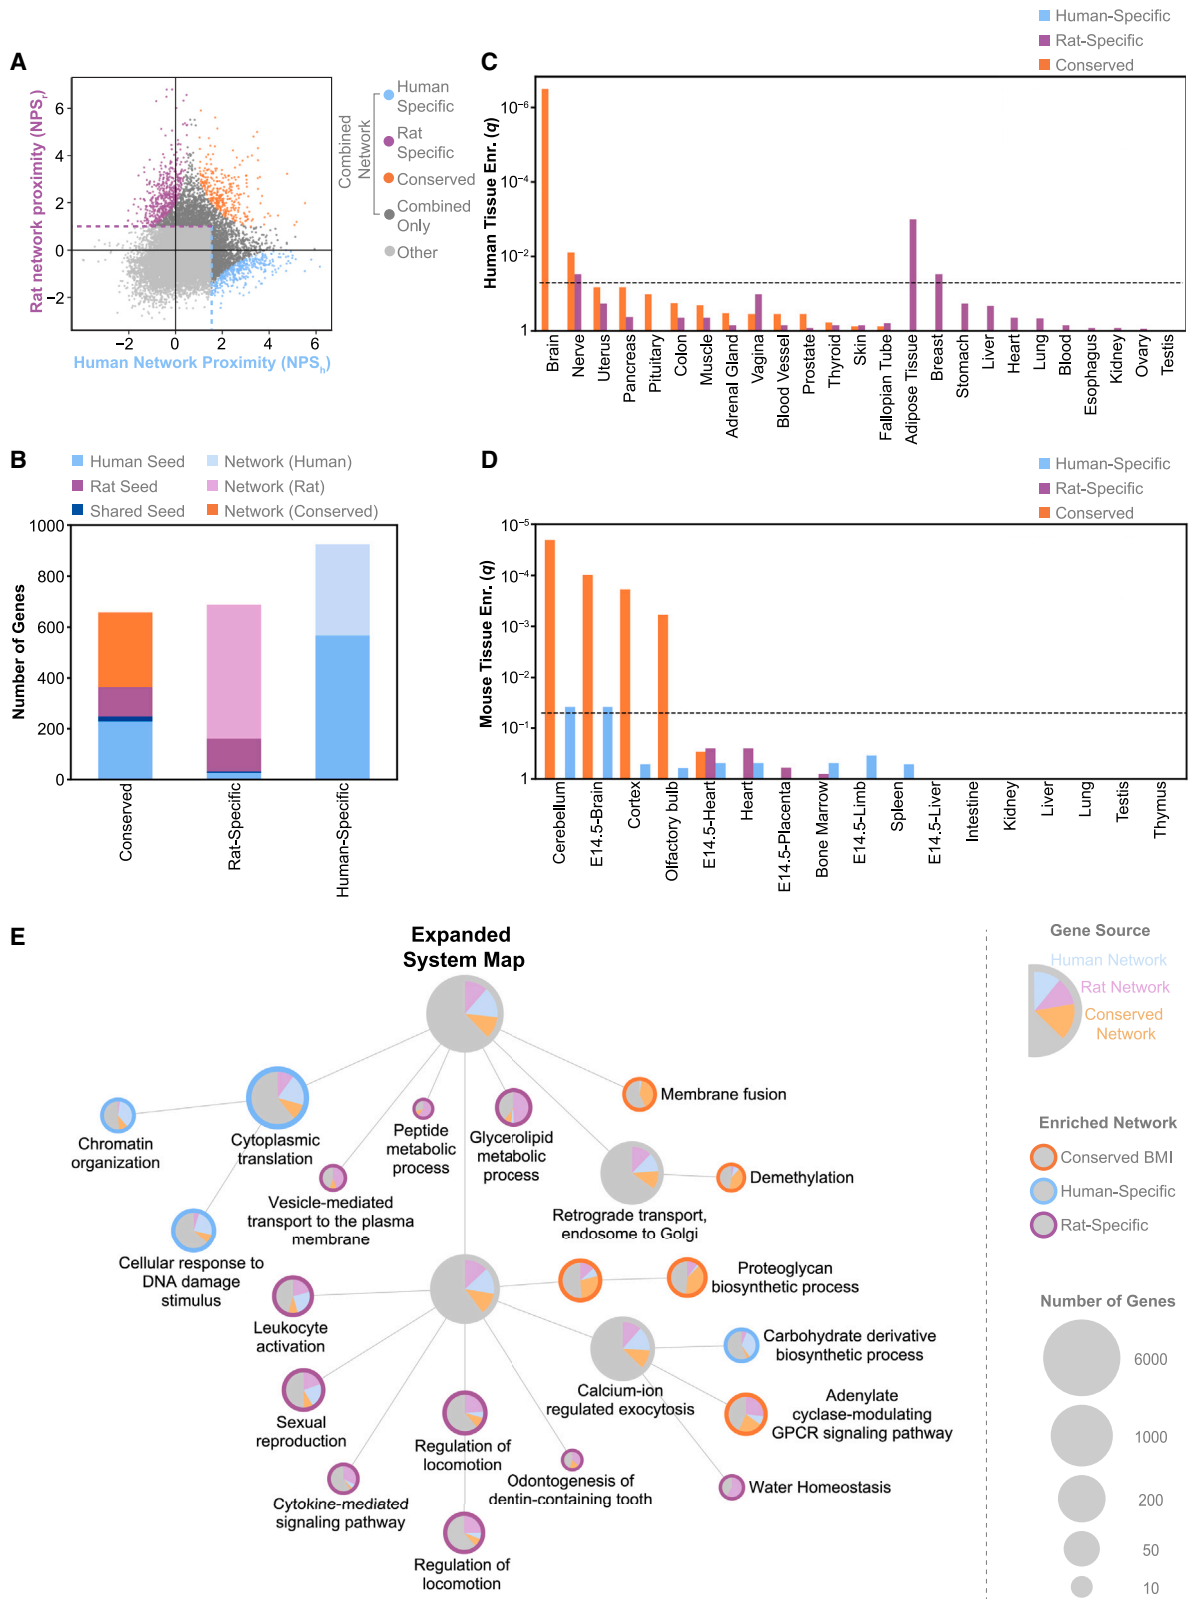 A
Rat network proximity (NPSr)
6
4
2
0
−2
−2
0
2
4
6
Human Network Proximity (NPSh)
Combined
Network
Human
Specific
Rat
Specific
Conserved
Combined
Only
Other
C
Human-Specific
Rat-Specific
Conserved
Human Tissue Enr. (q)
10−6
10−4
10−2
1
Brain
Nerve
Uterus
Pancreas
Pituitary
Colon
Muscle
Adrenal Gland
Vagina
Blood Vessel
Prostate
Thyroid
Skin
Fallopian Tube
Adipose Tissue
Breast
Stomach
Liver
Heart
Lung
Blood
Esophagus
Kidney
Ovary
Testis
B
Human Seed
Rat Seed
Shared Seed
Network (Human)
Network (Rat)
Network (Conserved)
Number of Genes
1000
800
600
400
200
0
Conserved
Rat-Specific
Human-Specific
D
Human-Specific
Rat-Specific
Conserved
Mouse Tissue Enr. (q)
10−5
10−4
10−3
10−2
10−1
1
Cerebellum
E14.5-Brain
Cortex
Olfactory bulb
E14.5-Heart
Heart
E14.5-Placenta
Bone Marrow
E14.5-Limb
Spleen
E14.5-Liver
Intestine
Kidney
Liver
Lung
Testis
Thymus
E
Expanded
System Map
Chromatin
organization
Cytoplasmic
translation
Cellular response to
DNA damage
stimulus
Vesicle-mediated
transport to the plasma
membrane
Peptide
metabolic
process
Glycerolipid
metabolic
process
Membrane fusion
Retrograde transport,
endosome to Golgi
Demethylation
Leukocyte
activation
Proteoglycan
biosynthetic process
Sexual
reproduction
Calcium-ion
regulated exocytosis
Carbohydrate derivative
biosynthetic process
Adenylate
cyclase-modulating
GPCR signaling pathway
Water Homeostasis
Regulation of
locomotion
Odontogenesis of
dentin-containing tooth
Cytokine-mediated
signaling pathway
Regulation of
locomotion
Gene Source
Human Network
Rat Network
Conserved
Network
Enriched Network
Conserved BMI
Human-Specific
Rat-Specific
Number of Genes
6000
1000
200
50
10